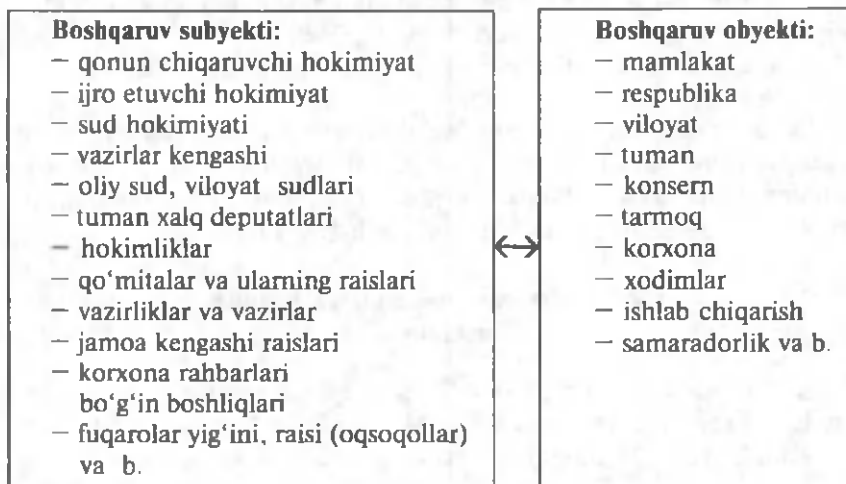 Boshqaruv subyekti:
— qonun chiqaruvchi hokimiyat
— ijro etuvchi hokimiyat
— sud hokimiyati
— vazirlar kengashi
— oliy sud, viloyat sudlari
— tuman xalq deputatlari
— hokimliklar
— qo‘mitalar va ularning raislari
— vazirliklar va vazirlar
— jamoa kengashi raislari
— korxona rahbarlari
bo‘g‘in boshliqlari
— fuqarolar yig‘ini, raisi (oqsoqollar)
va b.
Boshqaruv obyekti:
— mamlakat
— respublika
— viloyat
— tuman
— konsern
— tarmoq
— korxona
— xodimlar
— ishlab chiqarish
— samaradorlik va b.